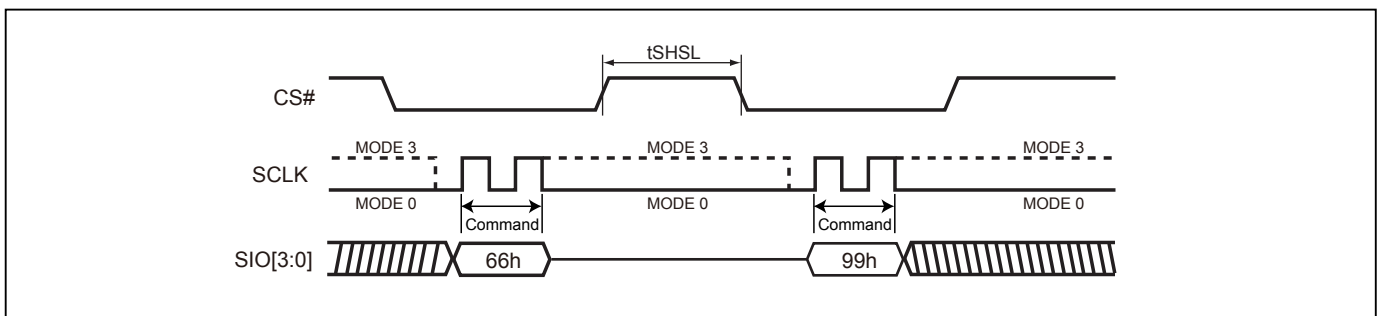 tSHSL
CS#
MODE 3 MODE 3 MODE 3
SCLK
MODE 0 MODE 0 MODE 0
Command Command
SIO[3:0] 66h 99h